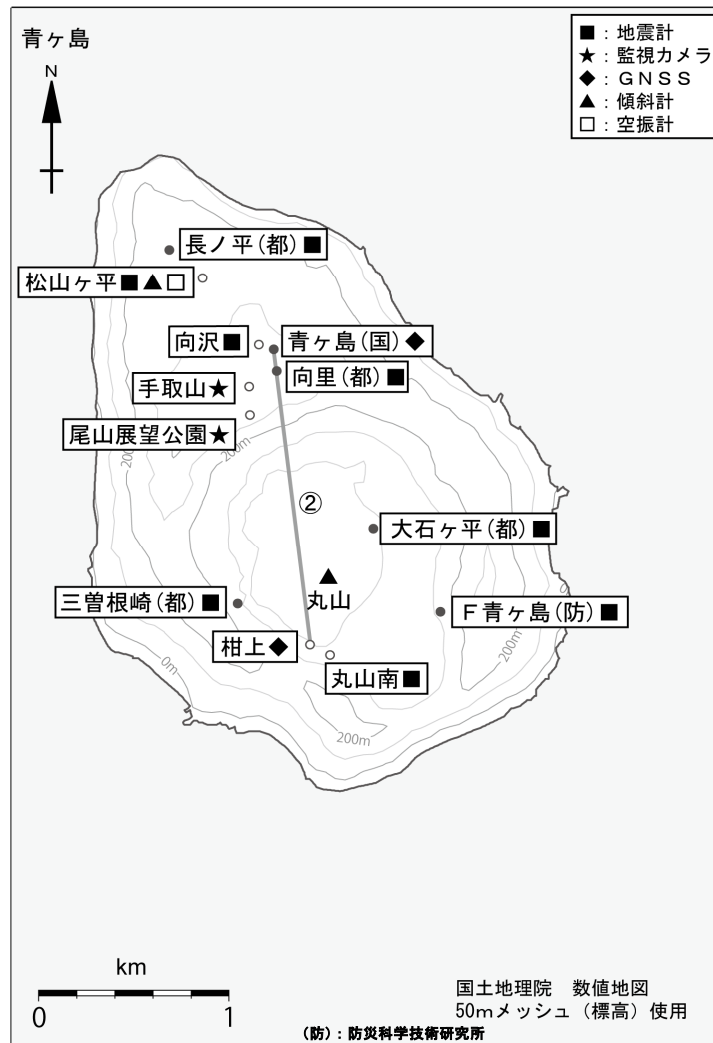 青ヶ島
N
■：地震計
★：監視カメラ
◆：ＧＮＳＳ
▲：傾斜計
□：空振計
長ノ平(都)■
松山ヶ平■▲□
向沢■
青ヶ島(国)◆
向里(都)■
手取山★
尾山展望公園★
200m
200m
②
大石ヶ平(都)■
丸山
三曽根崎(都)■
Ｆ青ヶ島(防)■
0m
柑上◆
200m
丸山南■
0m
200m
km
0 1
国土地理院　数値地図
50mメッシュ（標高）使用
（防）：防災科学技術研究所